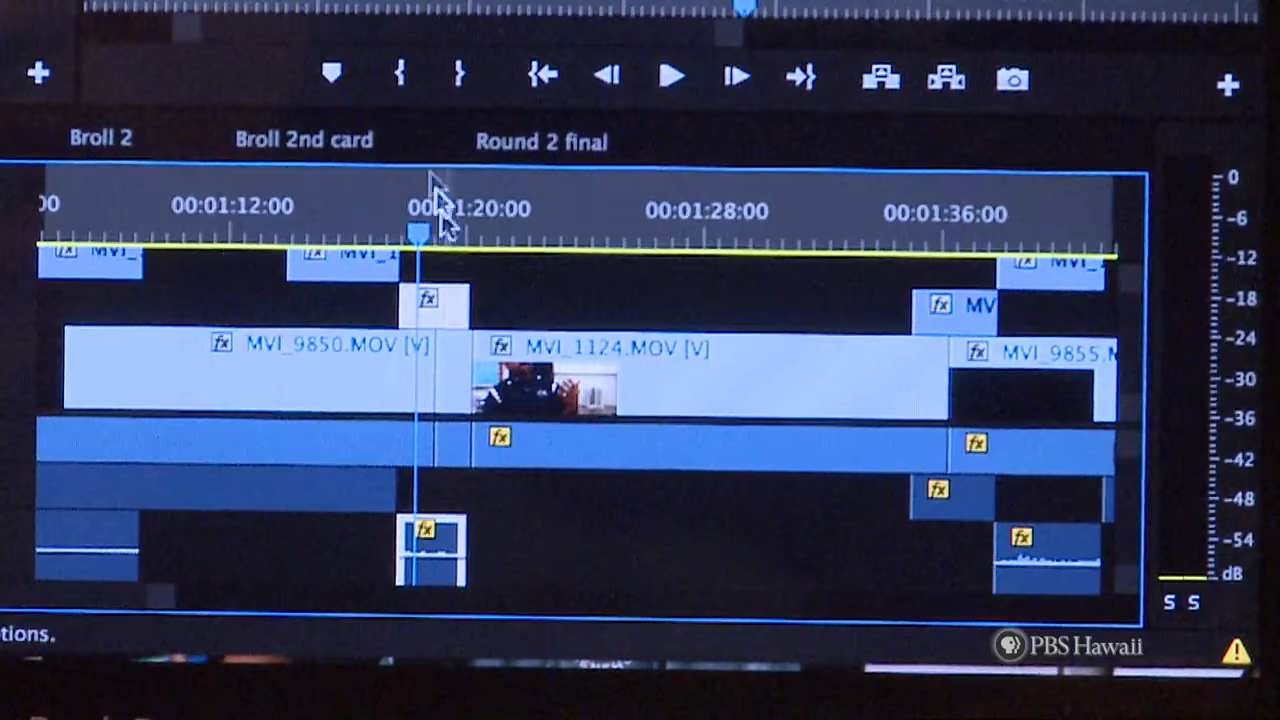 Broll 2 Broll 2nd card Round 2 final
00 00:01:12:00 00:01:20:00 00:01:28:00 00:01:36:00
fx MVI_ fx MVI_1 fx MVI_1
fx fx MV
fx MVI_9850.MOV [V] fx MVI_1124.MOV [V] fx MVI_9855.M
fx fx
fx
fx fx
0
-6
-12
-18
-24
-30
-36
-42
-48
-54
dB
S S
tions.
PBS Hawaii